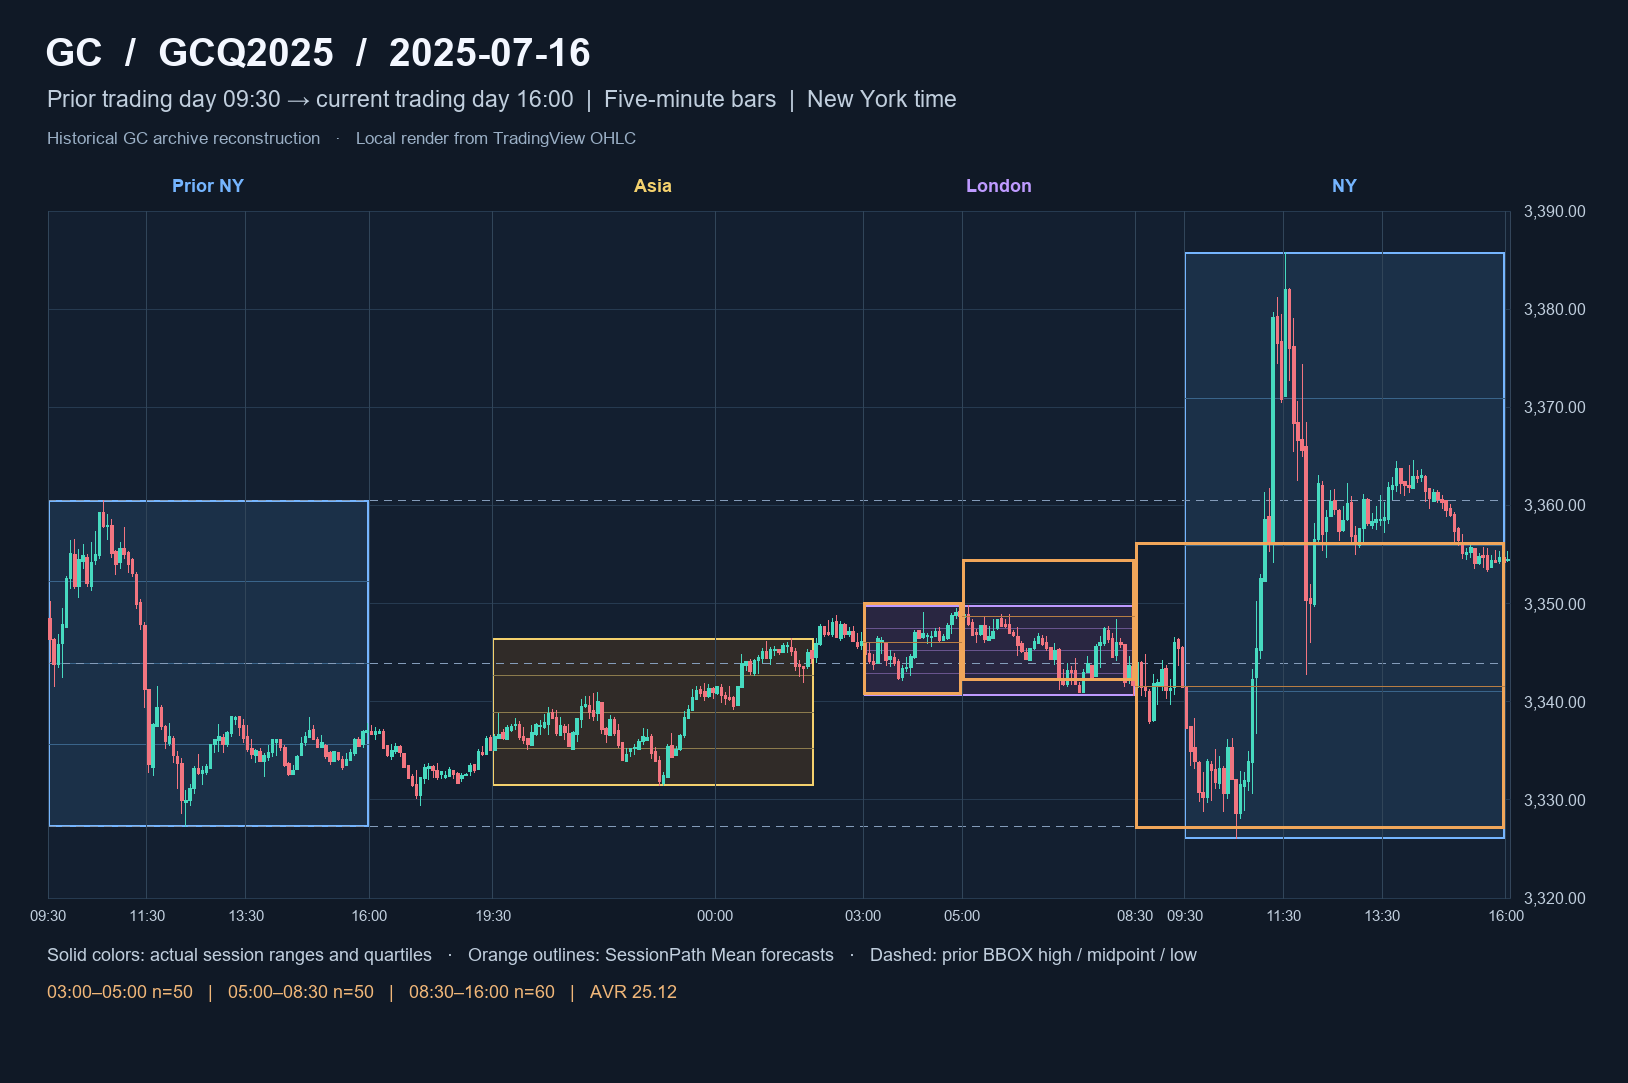 GC / GCQ2025 / 2025-07-16
Prior trading day 09:30 → current trading day 16:00 | Five-minute bars | New York time
Historical GC archive reconstruction · Local render from TradingView OHLC
Prior NY Asia London NY
3,390.00
3,380.00
3,370.00
3,360.00
3,350.00
3,340.00
3,330.00
3,320.00
09:30 11:30 13:30 16:00 19:30 00:00 03:00 05:00 08:30 09:30 11:30 13:30 16:00
Solid colors: actual session ranges and quartiles · Orange outlines: SessionPath Mean forecasts · Dashed: prior BBOX high / midpoint / low
03:00–05:00 n=50 | 05:00–08:30 n=50 | 08:30–16:00 n=60 | AVR 25.12